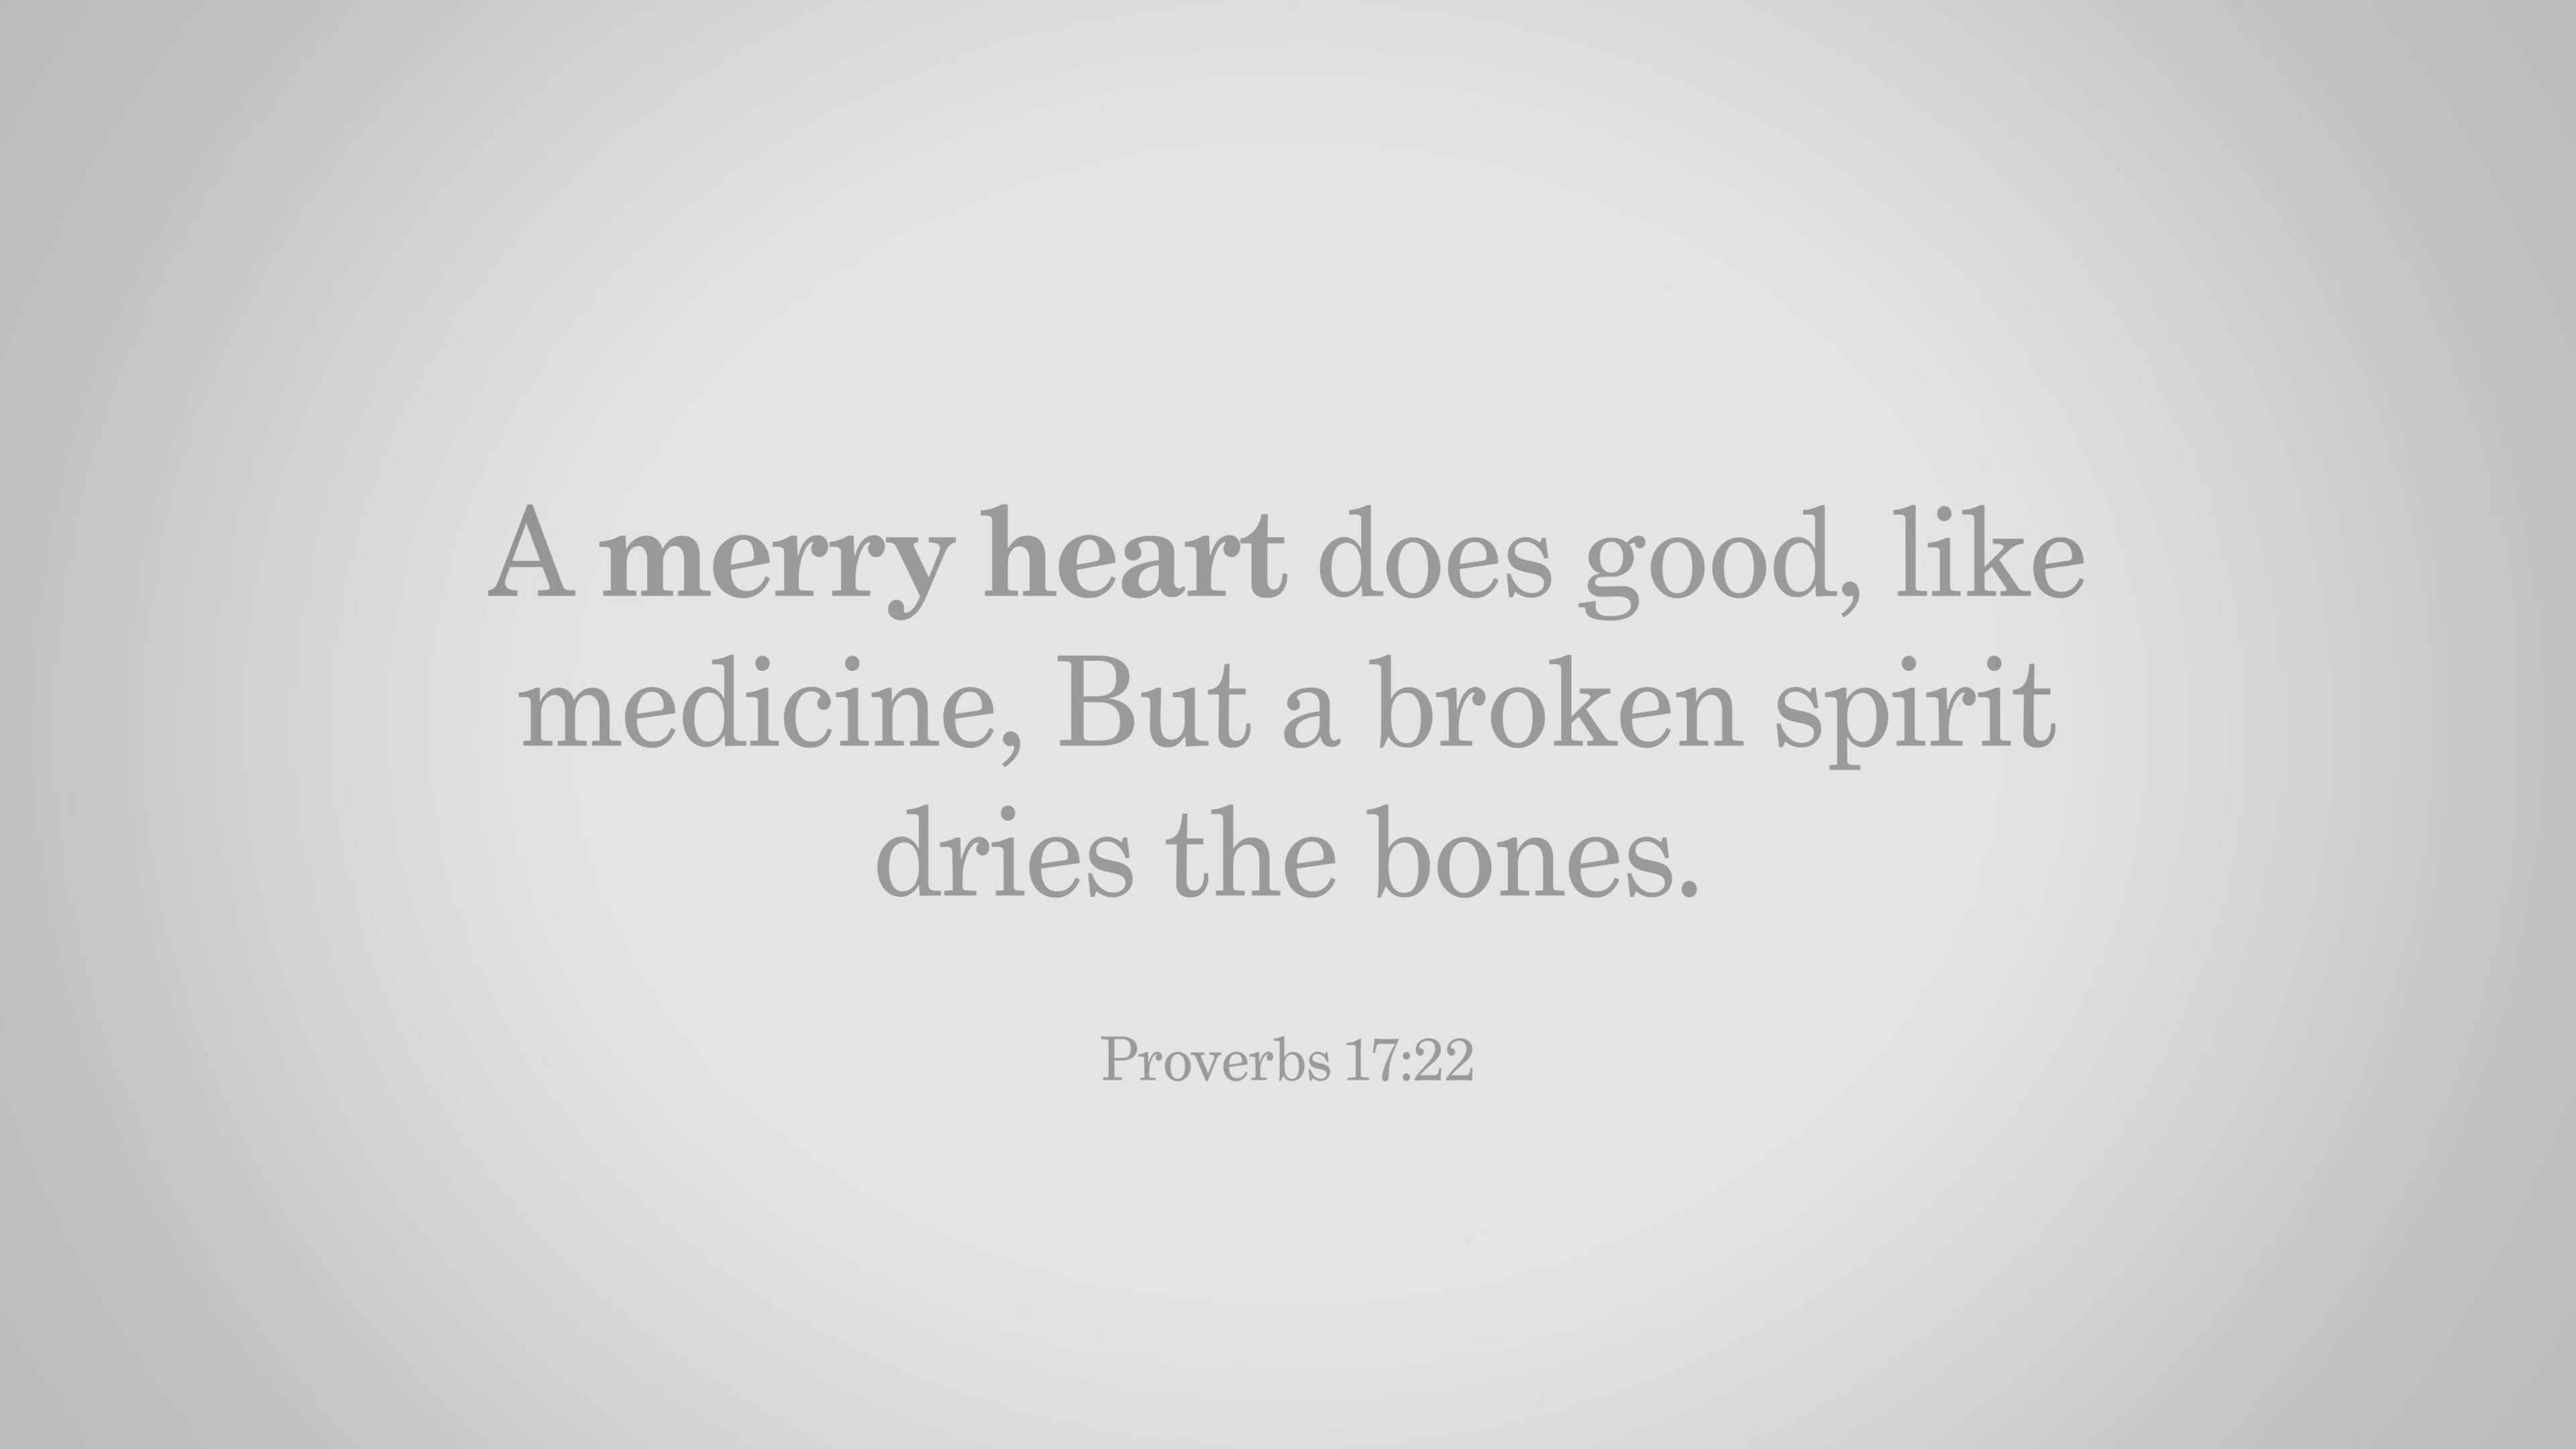 A merry heart does good, like
medicine, But a broken spirit
dries the bones.
Proverbs 17:22